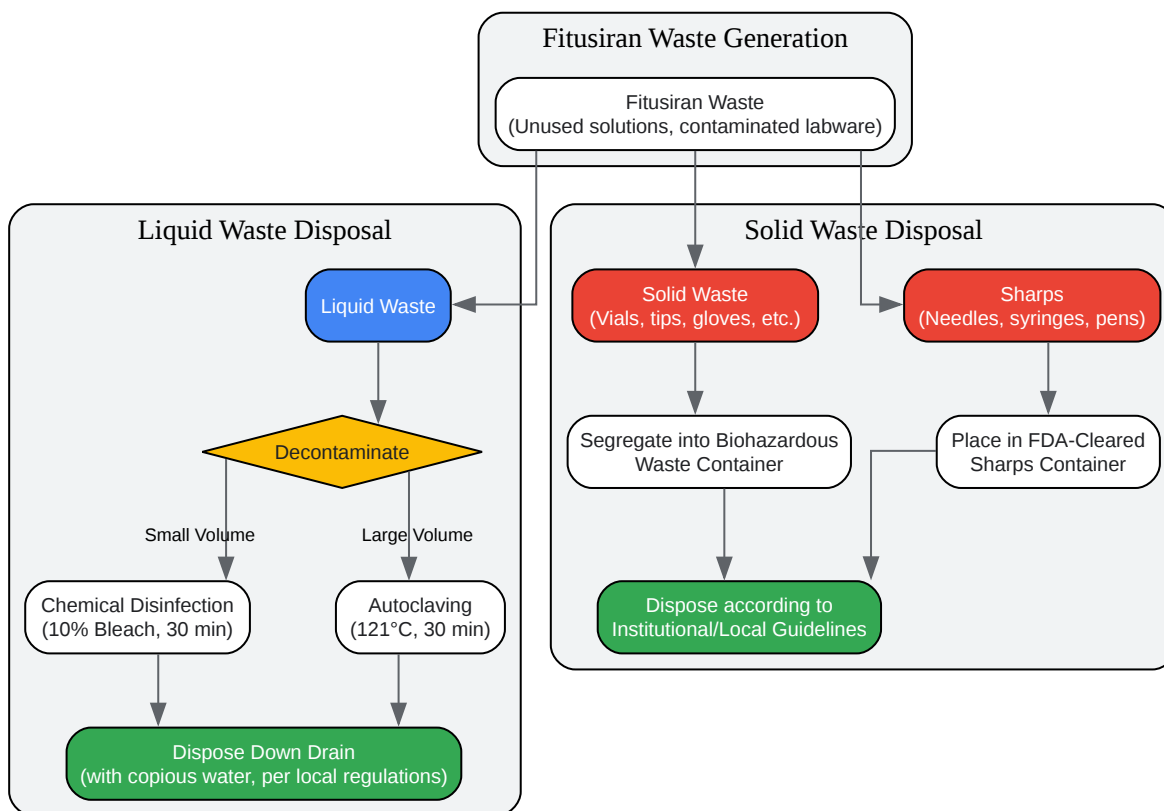 Fitusiran Waste Generation
Fitusiran Waste
(Unused solutions, contaminated labware)
Liquid Waste Disposal
Liquid Waste
Decontaminate
Small Volume
Large Volume
Chemical Disinfection
(10% Bleach, 30 min)
Autoclaving
(121°C, 30 min)
Dispose Down Drain
(with copious water, per local regulations)
Solid Waste Disposal
Solid Waste
(Vials, tips, gloves, etc.)
Sharps
(Needles, syringes, pens)
Segregate into Biohazardous
Waste Container
Place in FDA-Cleared
Sharps Container
Dispose according to
Institutional/Local Guidelines